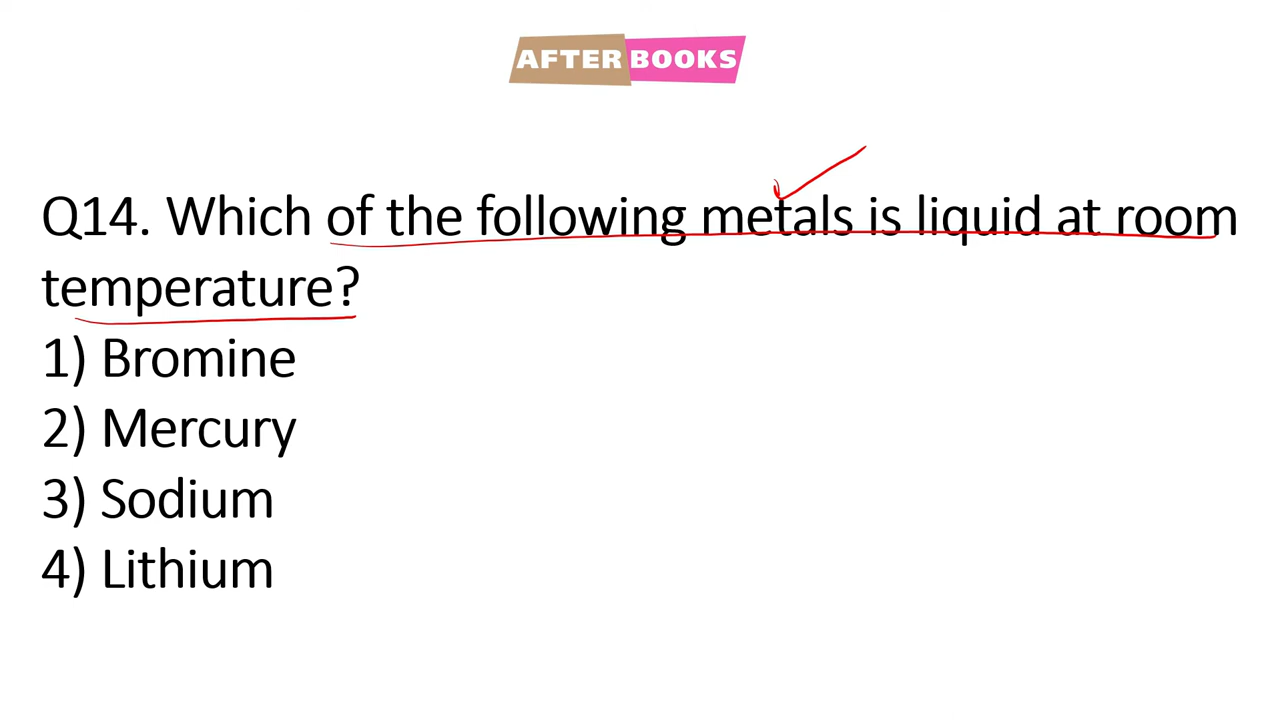 AFTER BOOKS
Q14. Which of the following metals is liquid at room
temperature?
1) Bromine
2) Mercury
3) Sodium
4) Lithium